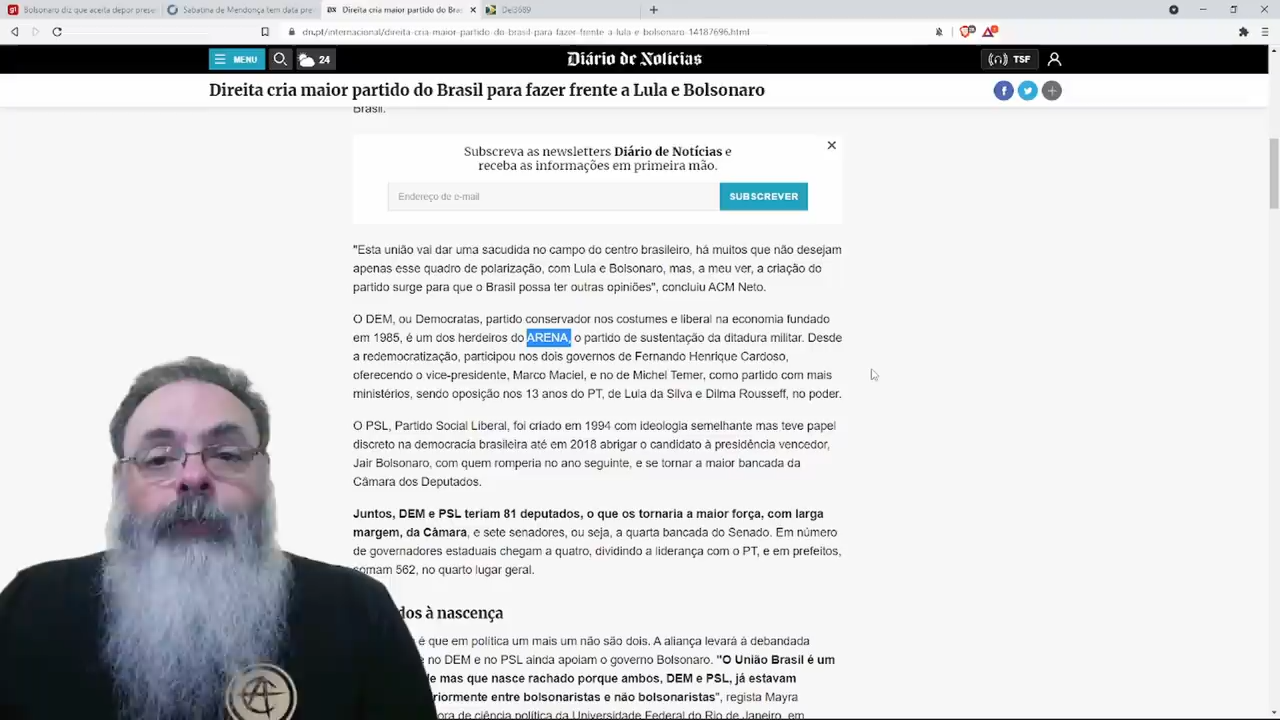 Bolsonaro diz que aceita depor prese
Sabatina de Mendonça tem data pre
Direita cria maior partido do Bras
Del3689
dn.pt/internacional/direita-cria-maior-partido-do-brasil-para-fazer-frente-a-lula-e-bolsonaro-14187696.html
MENU
24
Diário de Notícias
TSF
Direita cria maior partido do Brasil para fazer frente a Lula e Bolsonaro
Brasil.
Subscreva as newsletters Diário de Notícias e
receba as informações em primeira mão.
Endereço de e-mail
SUBSCREVER
"Esta união vai dar uma sacudida no campo do centro brasileiro, há muitos que não desejam
apenas esse quadro de polarização, com Lula e Bolsonaro, mas, a meu ver, a criação do
partido surge para que o Brasil possa ter outras opiniões", concluiu ACM Neto.
O DEM, ou Democratas, partido conservador nos costumes e liberal na economia fundado
em 1985, é um dos herdeiros do ARENA, o partido de sustentação da ditadura militar. Desde
a redemocratização, participou nos dois governos de Fernando Henrique Cardoso,
oferecendo o vice-presidente, Marco Maciel, e no de Michel Temer, como partido com mais
ministérios, sendo oposição nos 13 anos do PT, de Lula da Silva e Dilma Rousseff, no poder.
O PSL, Partido Social Liberal, foi criado em 1994 com ideologia semelhante mas teve papel
discreto na democracia brasileira até em 2018 abrigar o candidato à presidência vencedor,
Jair Bolsonaro, com quem romperia no ano seguinte, e se tornar a maior bancada da
Câmara dos Deputados.
Juntos, DEM e PSL teriam 81 deputados, o que os tornaria a maior força, com larga
margem, da Câmara, e sete senadores, ou seja, a quarta bancada do Senado. Em número
de governadores estaduais chegam a quatro, dividindo a liderança com o PT, e em prefeitos,
somam 562, no quarto lugar geral.
dos à nascença
é que em política um mais um não são dois. A aliança levará à debandada
e no DEM e no PSL ainda apoiam o governo Bolsonaro. "O União Brasil é um
de mas que nasce rachado porque ambos, DEM e PSL, já estavam
riormente entre bolsonaristas e não bolsonaristas", regista Mayra
ora de ciência política da Universidade Federal do Rio de Janeiro, em